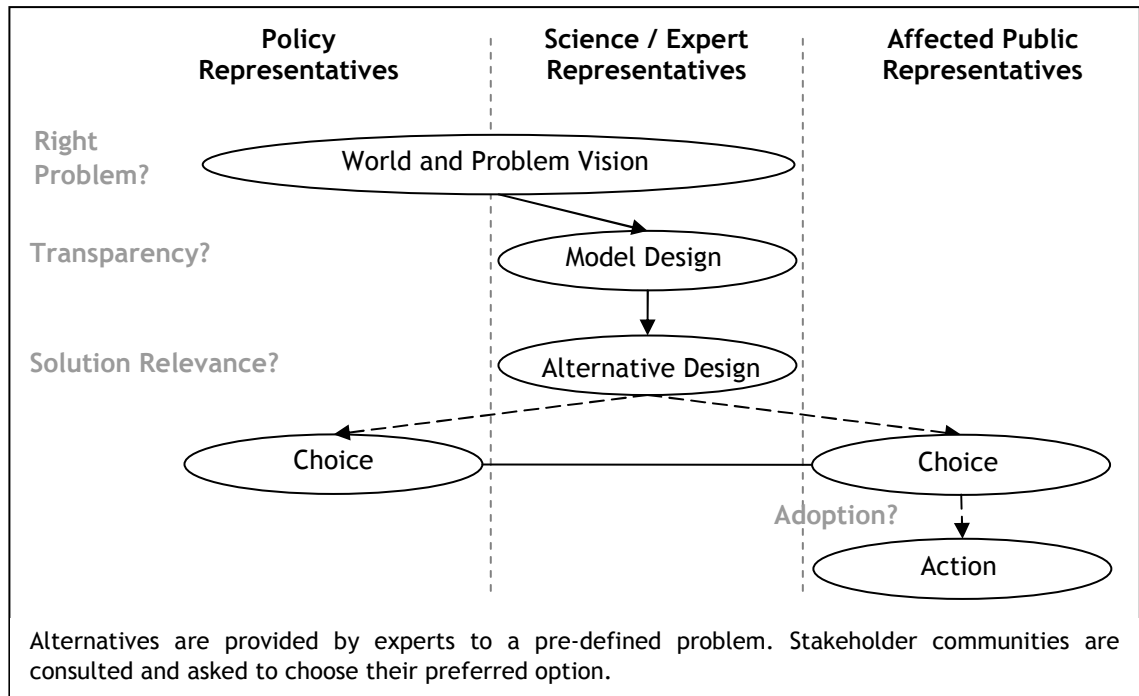 Policy
Representatives
Science / Expert
Representatives
Affected Public
Representatives
Right
Problem?
World and Problem Vision
Transparency?
Model Design
Solution Relevance?
Alternative Design
Choice
Choice
Adoption?
Action
Alternatives are provided by experts to a pre-defined problem. Stakeholder communities are
consulted and asked to choose their preferred option.